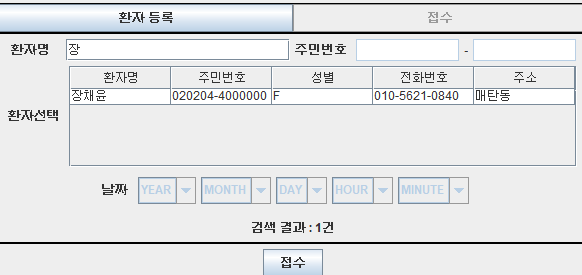 환자 등록 접수
환자명 장 주민번호 -
환자명 주민번호 성별 전화번호 주소
장채윤 020204-4000000 F 010-5621-0840 매탄동
환자선택
날짜 YEAR MONTH DAY HOUR MINUTE
검색 결과 : 1건
접수